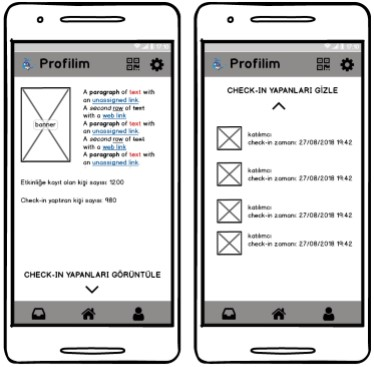 Profilim
banner
A paragraph of text with
an unassigned link.
A second row of text
with a web link
A paragraph of text with
an unassigned link.
A second row of text
with a web link
A paragraph of text with
an unassigned link.
Etkinliğe kayıt olan kişi sayısı: 1200
Check-in yaptıran kişi sayısı: 980
CHECK-IN YAPANLARI GÖRÜNTÜLE
Profilim
CHECK-IN YAPANLARI GİZLE
katılımcı
check-in zamanı: 27/08/2018 19:42
katılımcı
check-in zamanı: 27/08/2018 19:42
katılımcı
check-in zamanı: 27/08/2018 19:42
katılımcı
check-in zamanı: 27/08/2018 19:42